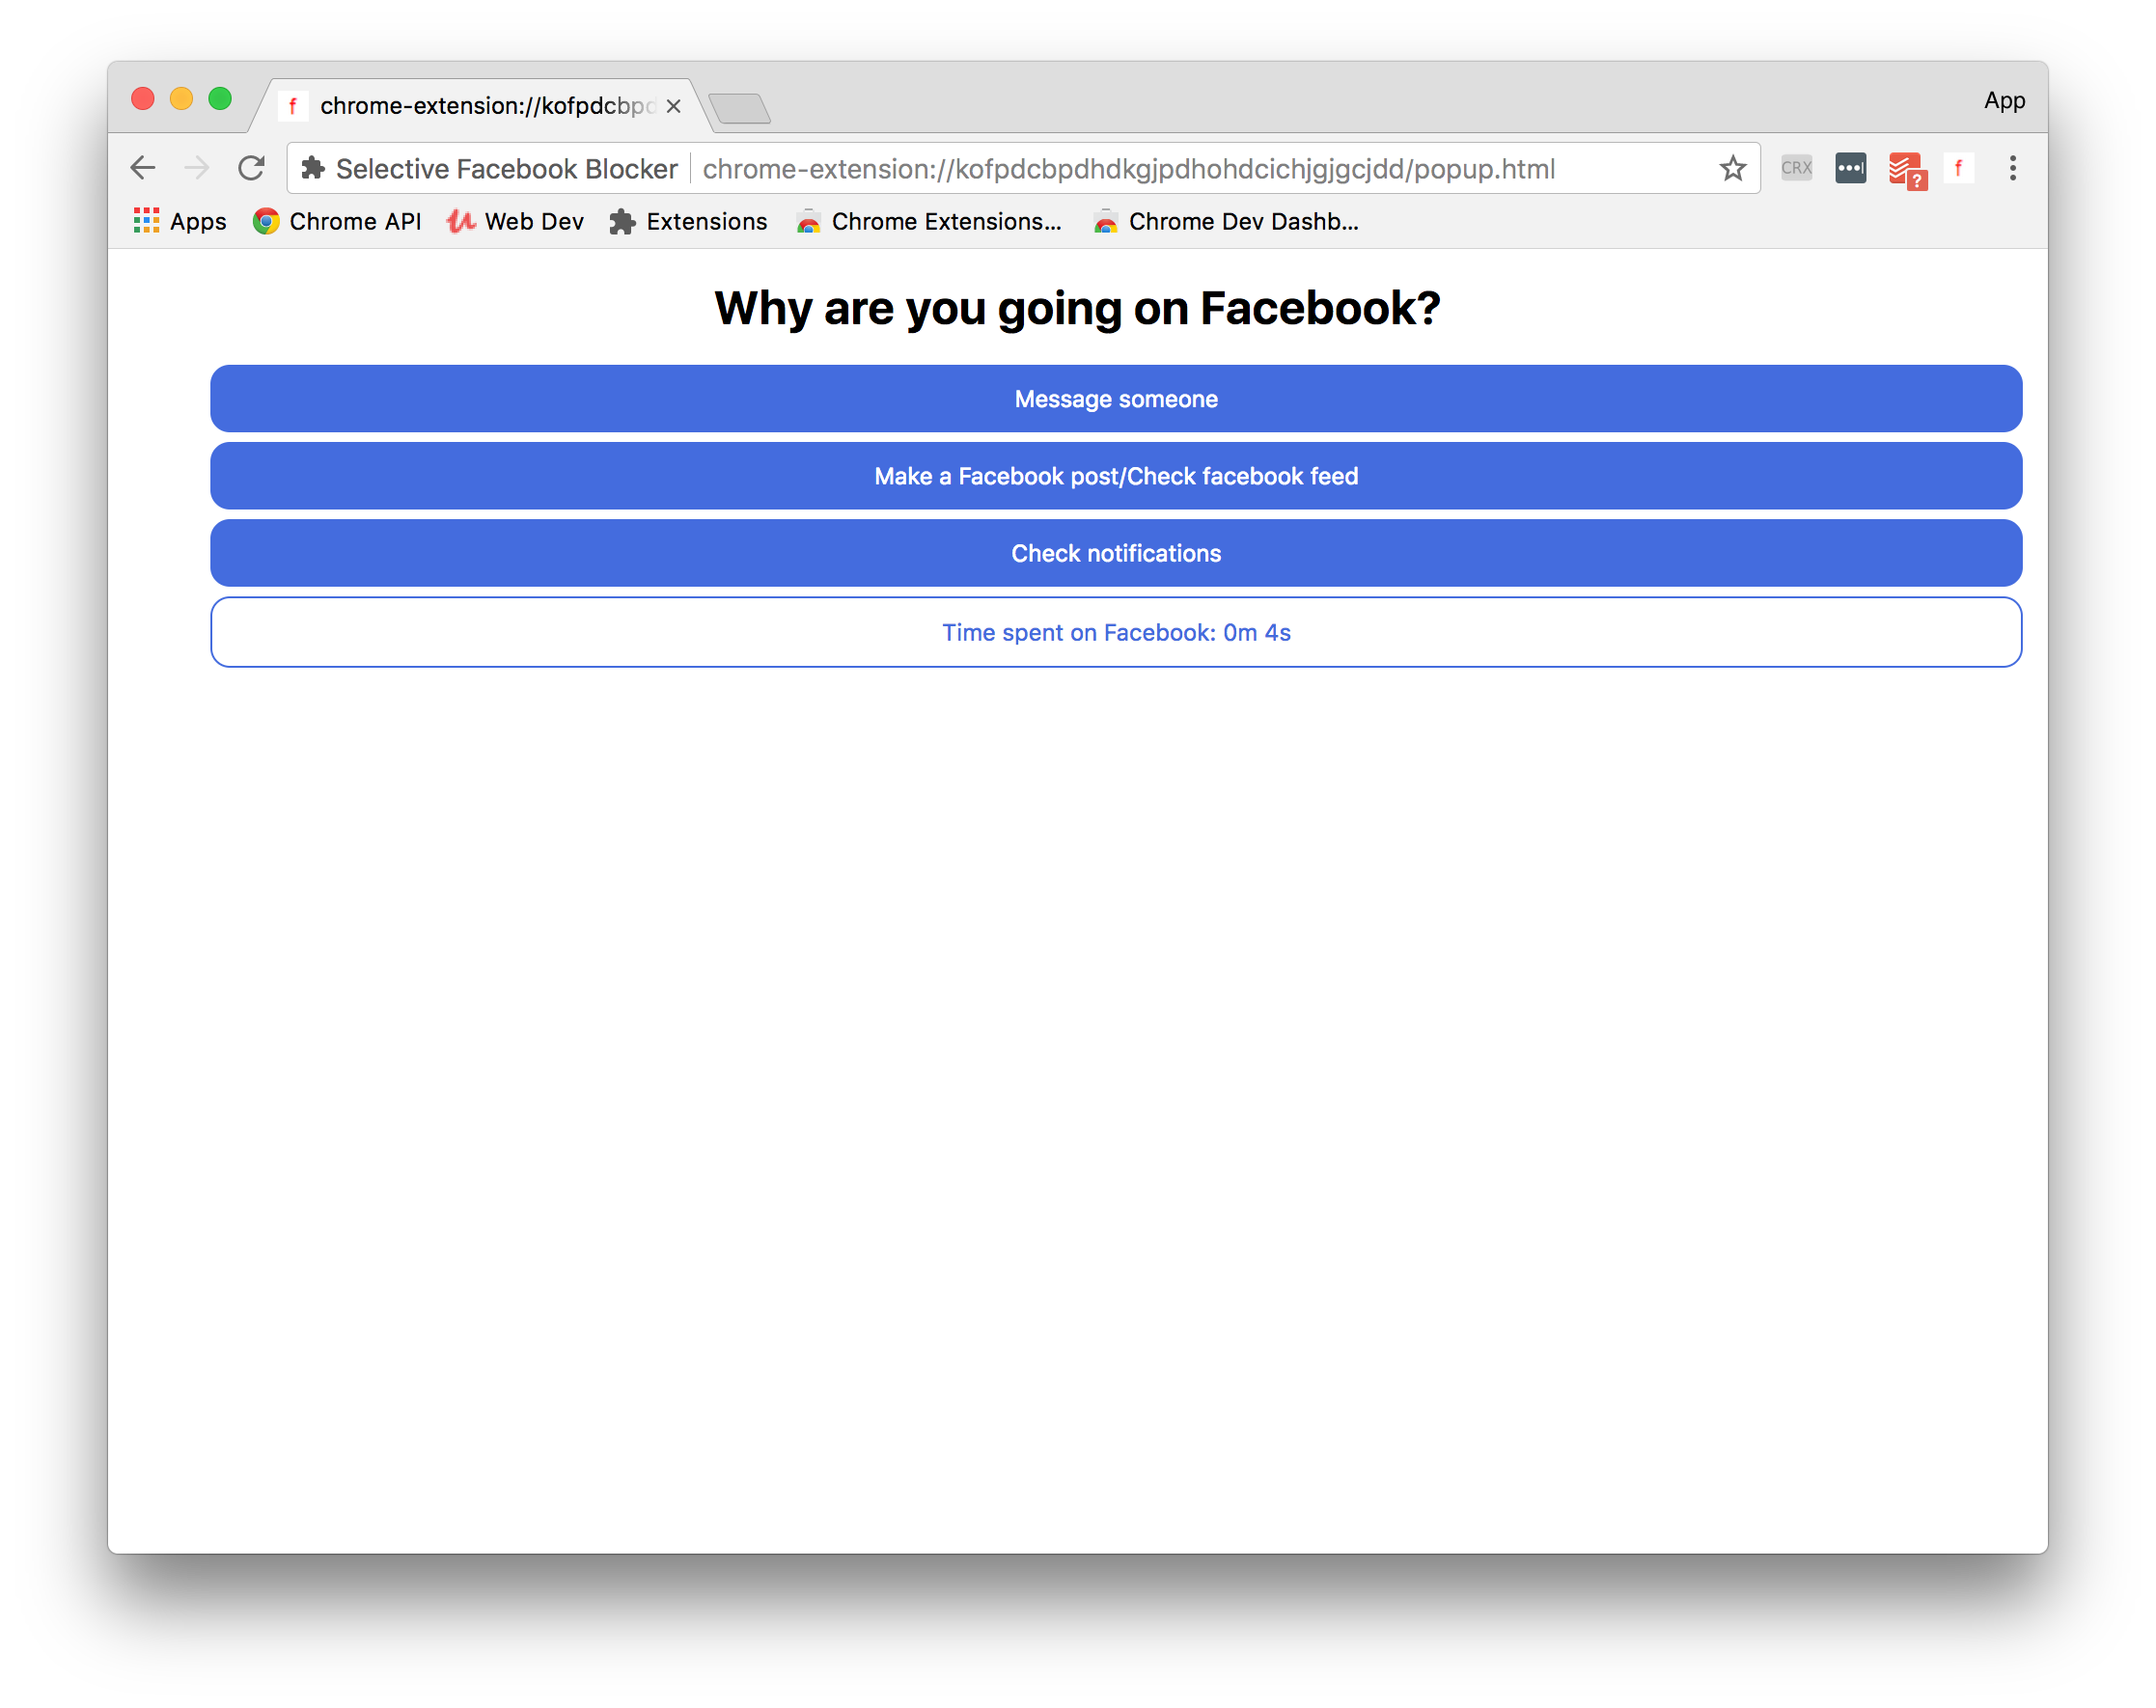 f chrome-extension://kofpdcbpd
App
Selective Facebook Blocker chrome-extension://kofpdcbpdhdkgjpdhohdcichjgjgcjdd/popup.html CRX ? f
Apps Chrome API Web Dev Extensions Chrome Extensions... Chrome Dev Dashb...
Why are you going on Facebook?
Message someone
Make a Facebook post/Check facebook feed
Check notifications
Time spent on Facebook: 0m 4s